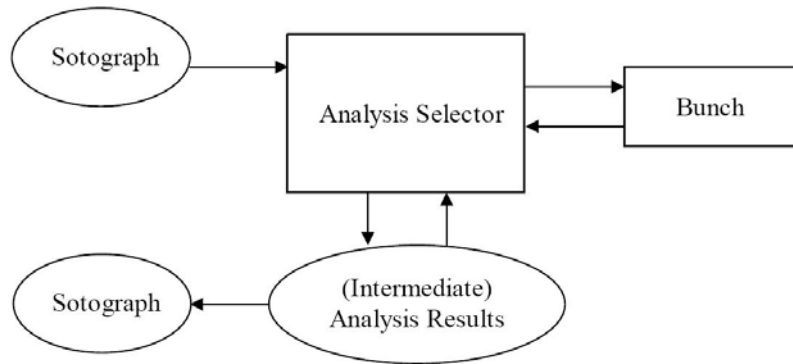 Sotograph
Analysis Selector
Bunch
Sotograph
(Intermediate)
Analysis Results